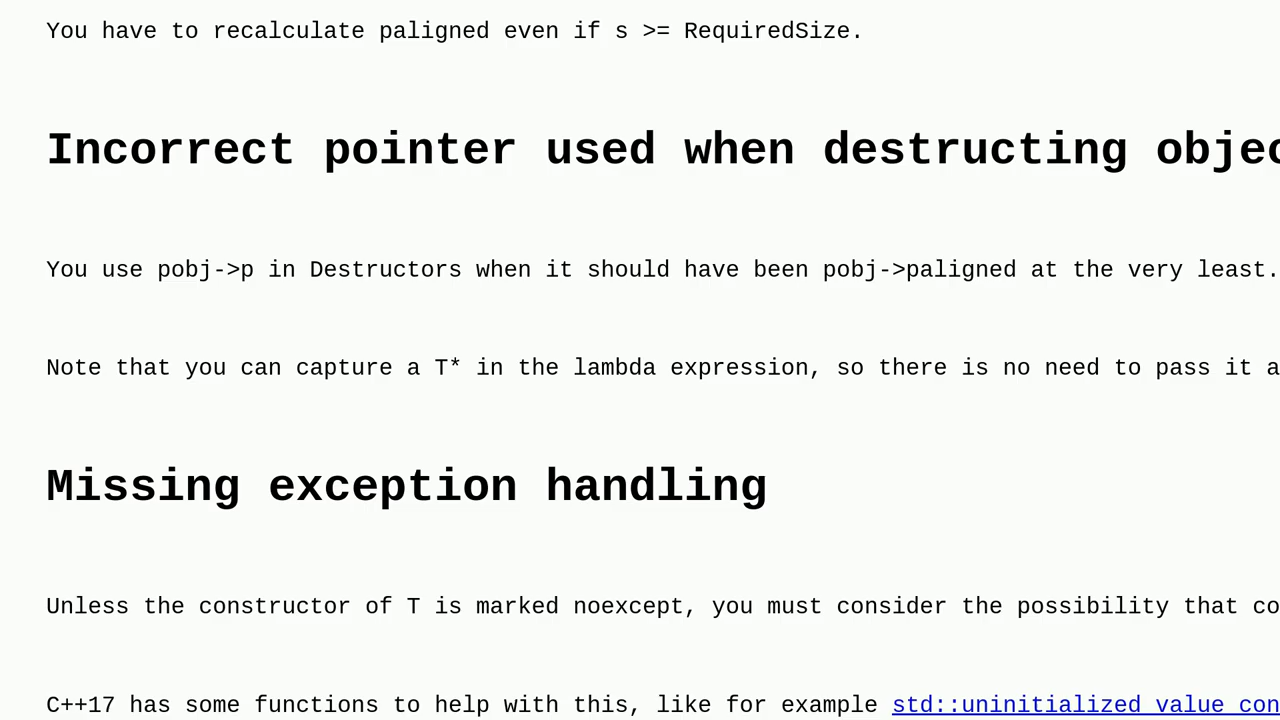 You have to recalculate paligned even if s >= RequiredSize.
Incorrect pointer used when destructing objec
You use pobj->p in Destructors when it should have been pobj->paligned at the very least.
Note that you can capture a T* in the lambda expression, so there is no need to pass it a
Missing exception handling
Unless the constructor of T is marked noexcept, you must consider the possibility that co
C++17 has some functions to help with this, like for example std::uninitialized_value_con